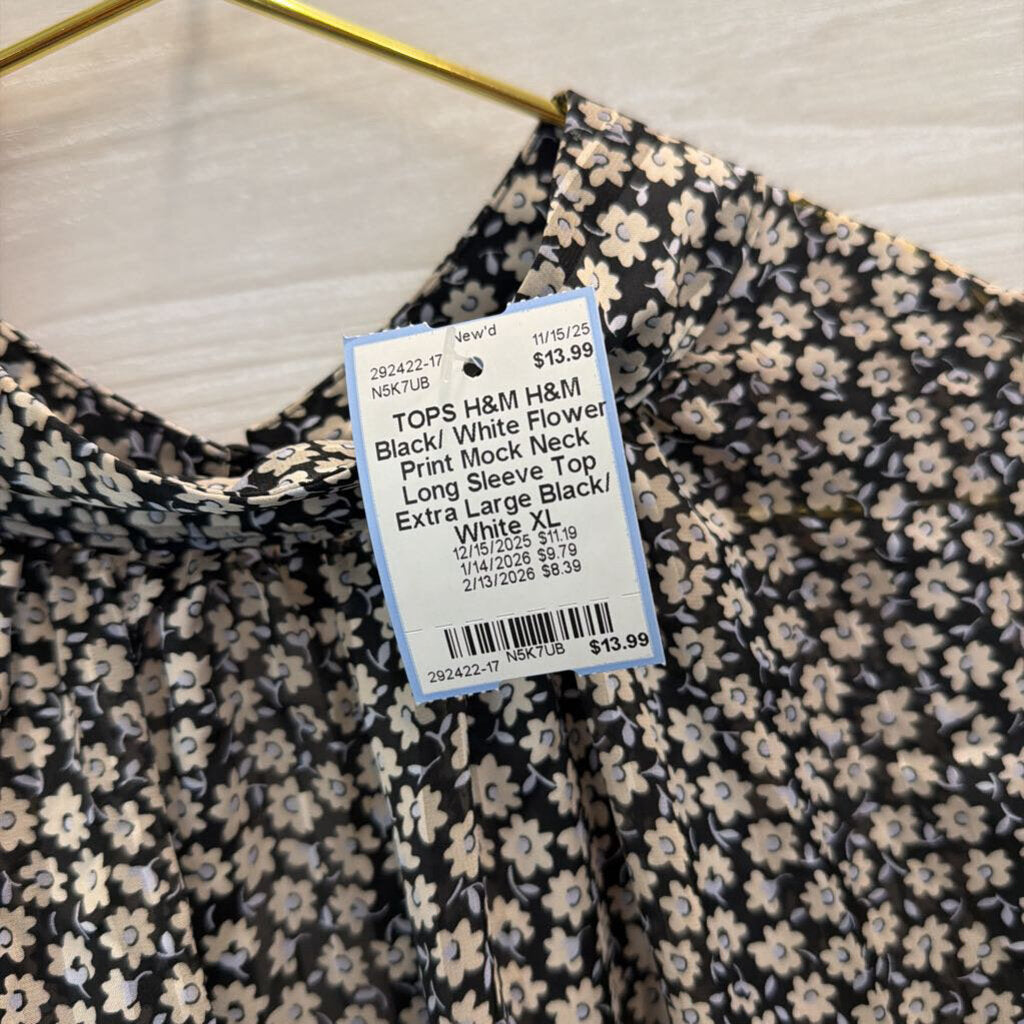 New'd
292422-17 11/15/25
N5K7UB $13.99
TOPS H&M H&M
Black/ White Flower
Print Mock Neck
Long Sleeve Top
Extra Large Black/
White XL
12/15/2025 $11.19
1/14/2026 $9.79
2/13/2026 $8.39
292422-17 N5K7UB $13.99